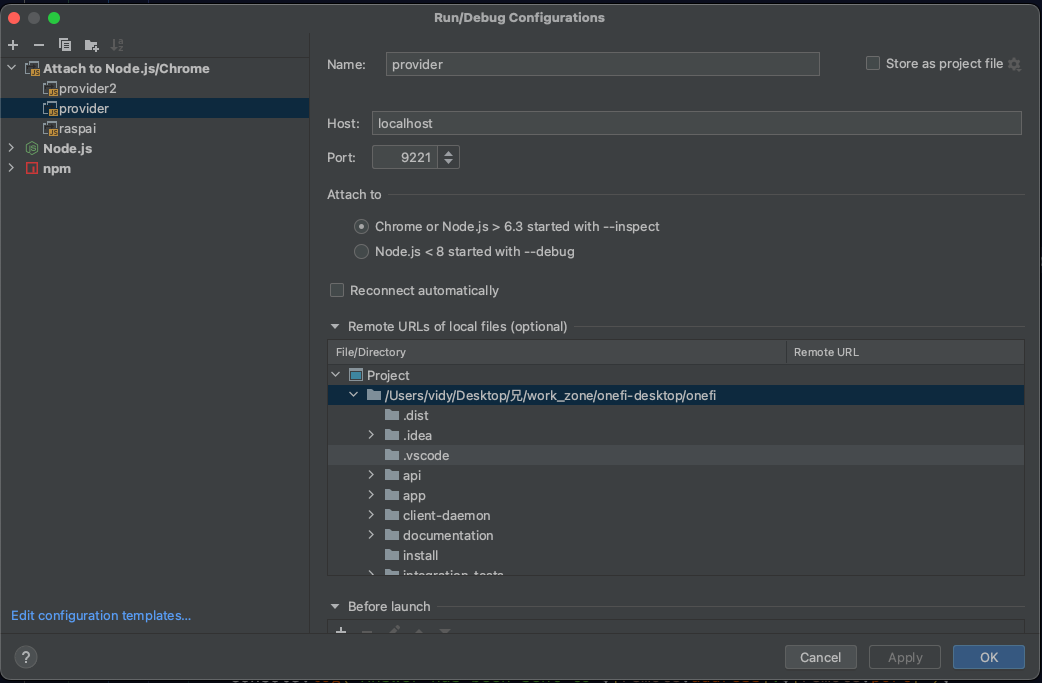 Run/Debug Configurations
Attach to Node.js/Chrome
provider2
provider
raspai
Node.js
npm
Edit configuration templates...
Name: provider
Store as project file
Host: localhost
Port: 9221
Attach to
Chrome or Node.js > 6.3 started with --inspect
Node.js < 8 started with --debug
Reconnect automatically
Remote URLs of local files (optional)
File/Directory Remote URL
Project
/Users/vidy/Desktop/兄/work_zone/onefi-desktop/onefi
.dist
.idea
.vscode
api
app
client-daemon
documentation
install
integration-tests
Before launch
?
Cancel
Apply
OK